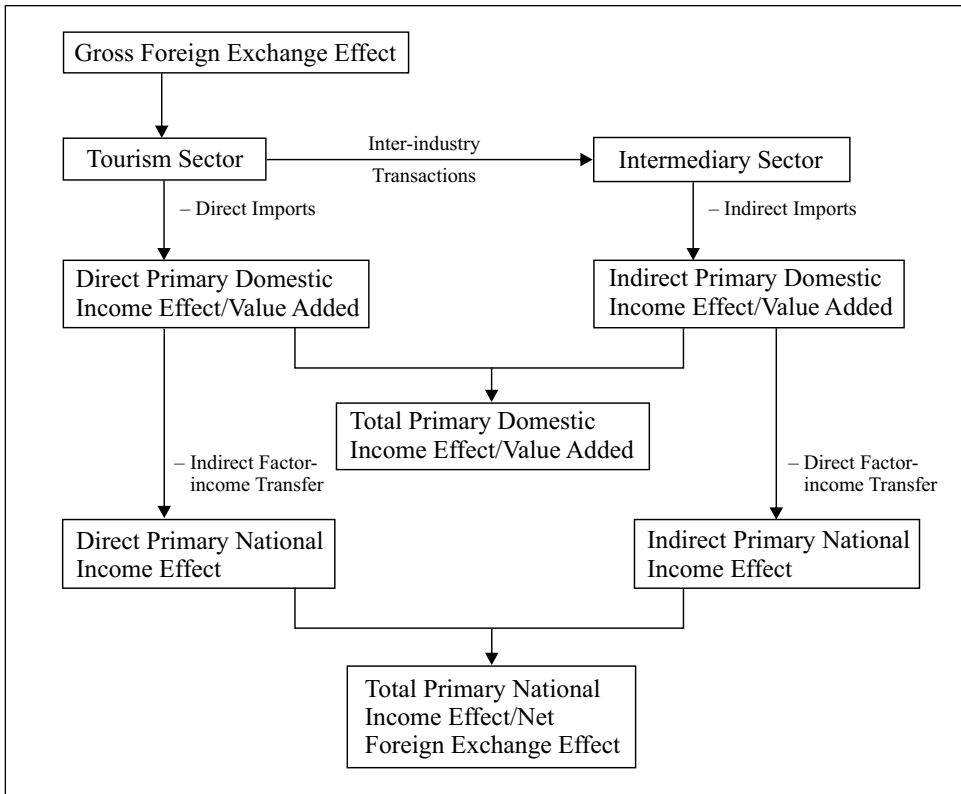 Gross Foreign Exchange Effect
Tourism Sector
Inter-industry
Transactions
Intermediary Sector
– Direct Imports
– Indirect Imports
Direct Primary Domestic
Income Effect/Value Added
Indirect Primary Domestic
Income Effect/Value Added
Total Primary Domestic
Income Effect/Value Added
– Indirect Factor-
income Transfer
– Direct Factor-
income Transfer
Direct Primary National
Income Effect
Indirect Primary National
Income Effect
Total Primary National
Income Effect/Net
Foreign Exchange Effect